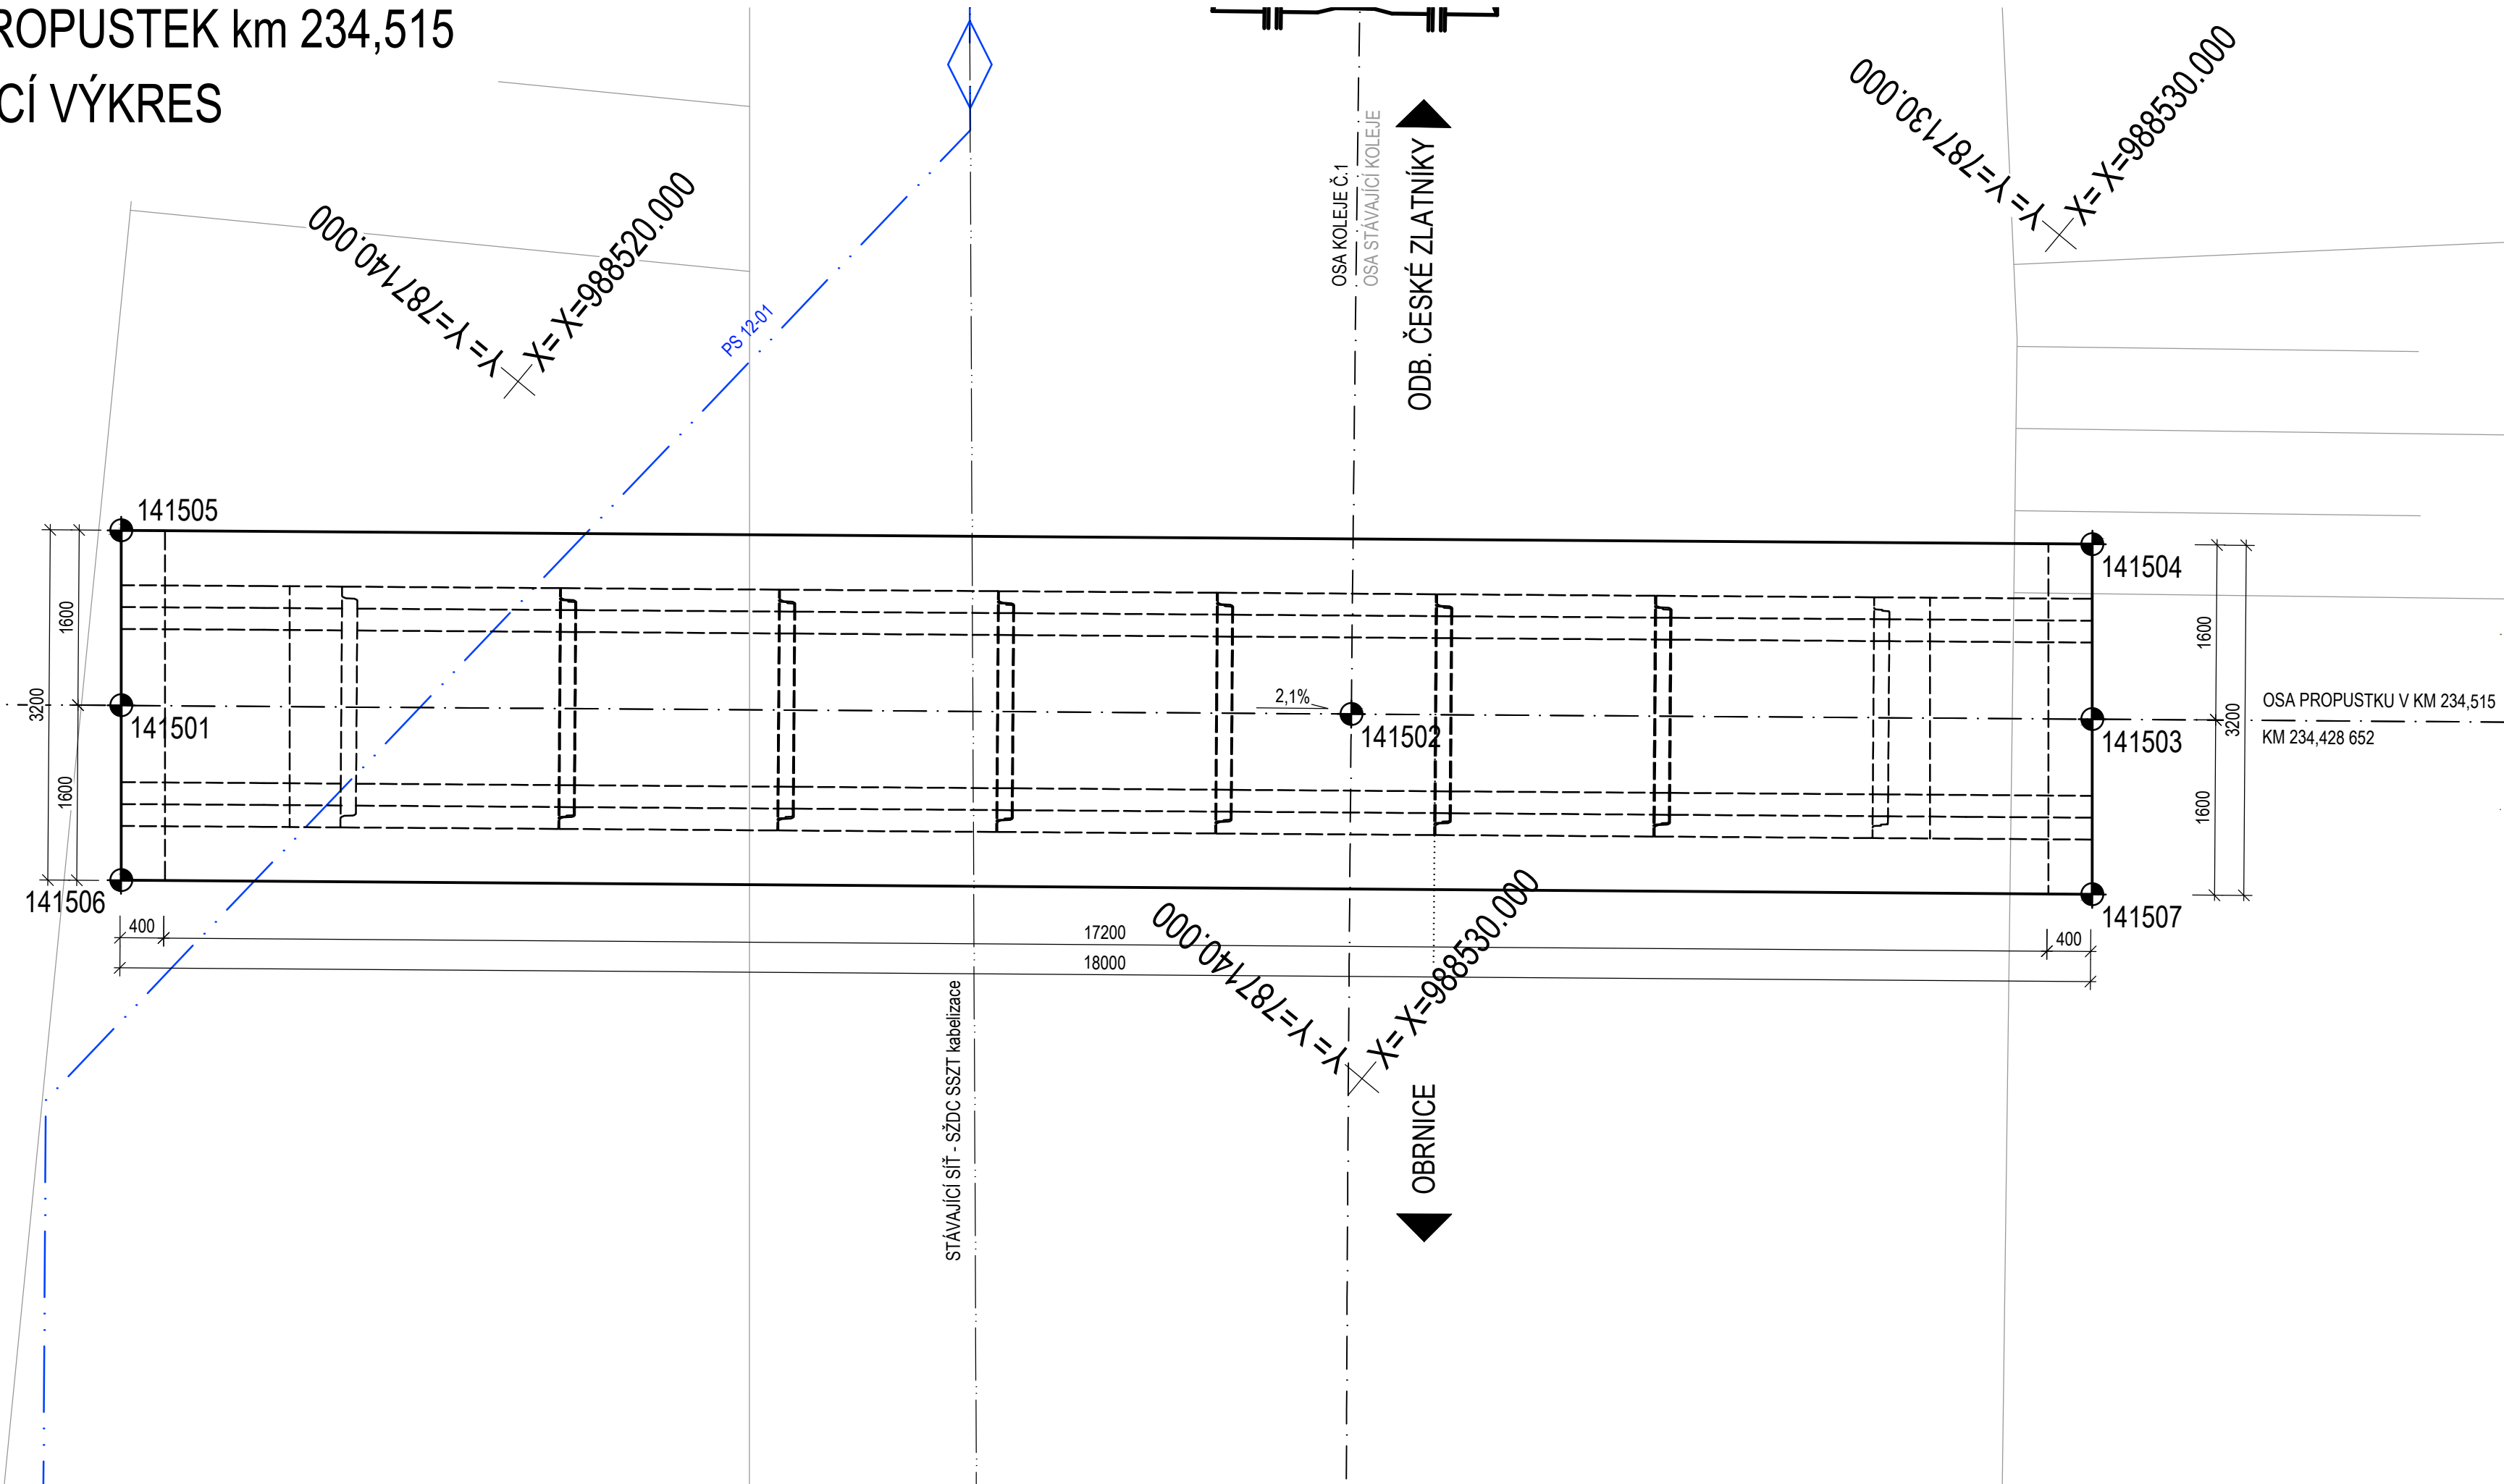 ROPUSTEK km 234,515
CÍ VÝKRES
Y= Y=787140.000
X= X=988520.000
PS 12-01
OSA KOLEJE Č.1
OSA STÁVAJÍCÍ KOLEJE
ODB. ČESKÉ ZLATNÍKY
Y= Y=787130.000
X= X=988530.000
141505
141504
1600
3200
1600
141501
2,1%
141502
141503
1600
3200
1600
OSA PROPUSTKU V KM 234,515
KM 234,428 652
141506
141507
400
17200
400
18000
Y= Y=787140.000
X= X=988530.000
STÁVAJÍCÍ SÍŤ - SŽDC SSZT kabelizace
OBRNICE